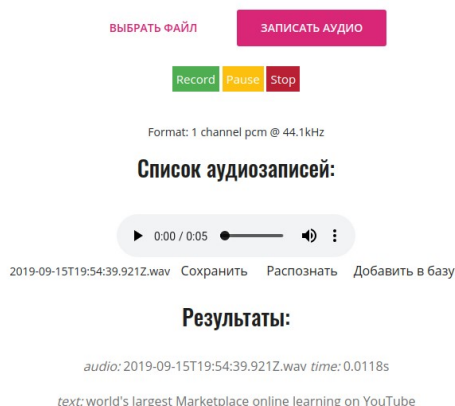 ВЫБРАТЬ ФАЙЛ ЗАПИСАТЬ АУДИО
Record Pause Stop
Format: 1 channel pcm @ 44.1kHz
Список аудиозаписей:
0:00 / 0:05
2019-09-15T19:54:39.921Z.wav Сохранить Распознать Добавить в базу
Результаты:
audio: 2019-09-15T19:54:39.921Z.wav time: 0.0118s
text: world's largest Marketplace online learning on YouTube